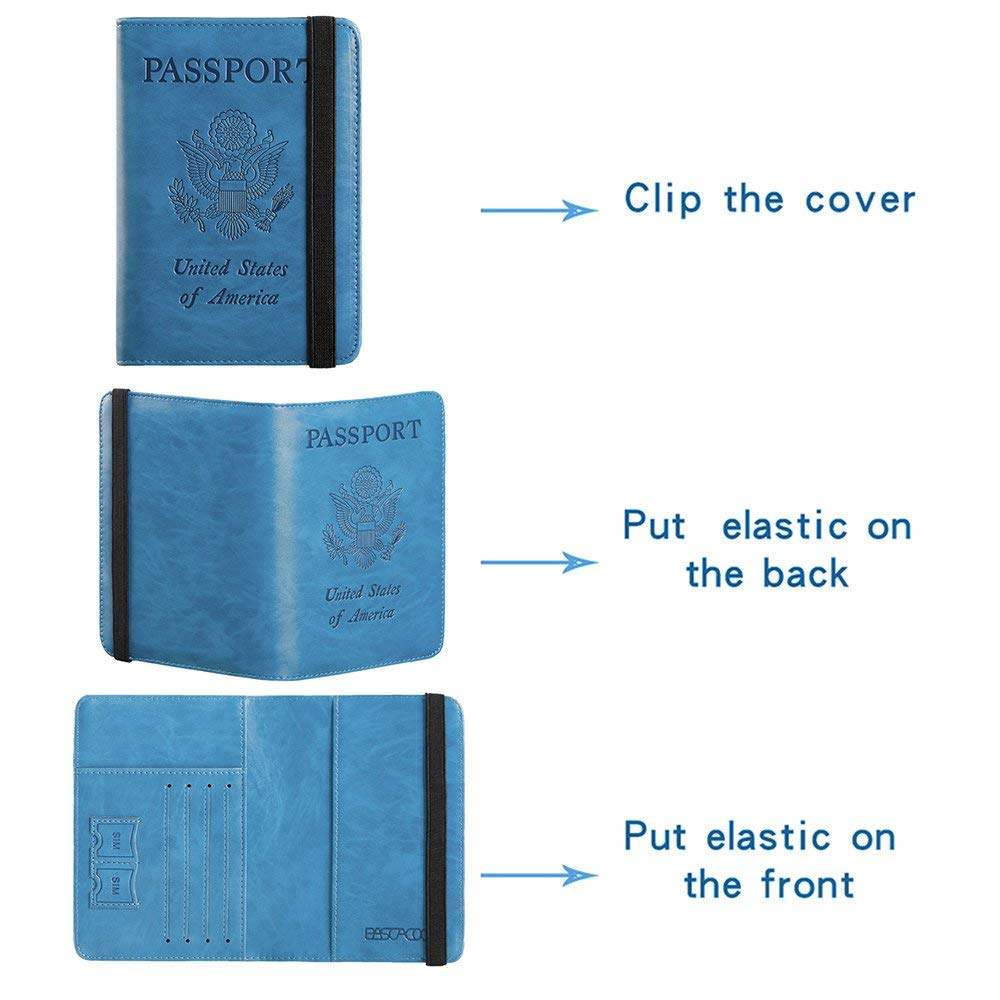 PASSPORT
United States
of America
Clip the cover
PASSPORT
United States
of America
Put elastic on
the back
SIM
SIM
Put elastic on
the front